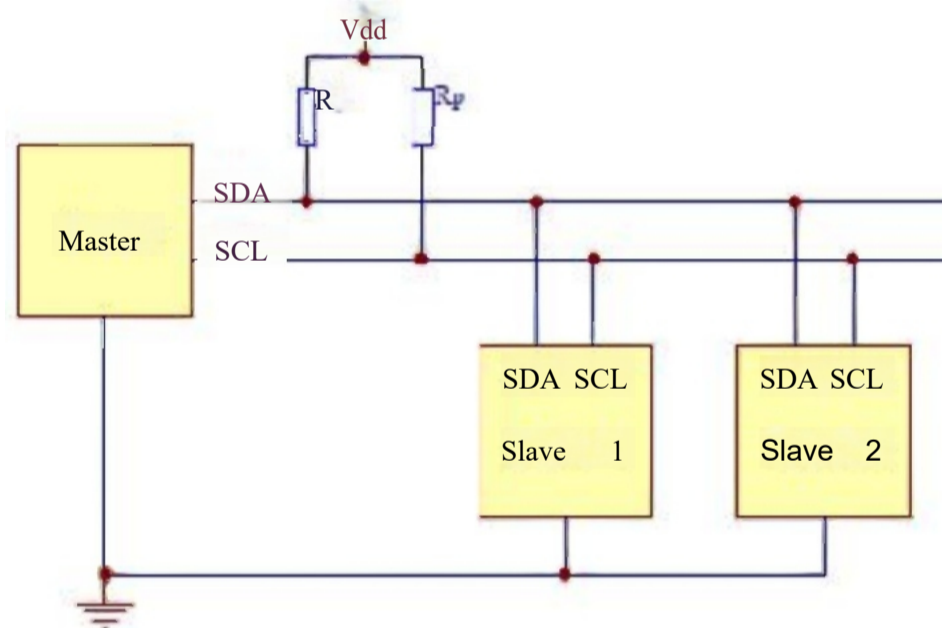 Vdd
R
Rp
SDA
Master
SCL
SDA SCL
SDA SCL
Slave 1
Slave 2